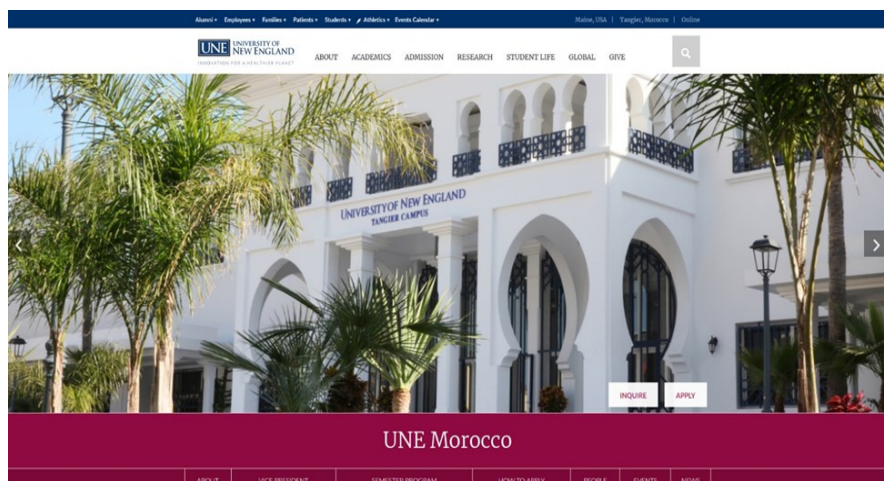 Alumni Employees Families Patients Students Athletics Events Calendar Maine, USA | Tangier, Morocco | Online
UNE UNIVERSITY OF
NEW ENGLAND
INNOVATION FOR A HEALTHIER PLANET
ABOUT ACADEMICS ADMISSION RESEARCH STUDENT LIFE GLOBAL GIVE
UNIVERSITY OF NEW ENGLAND
TANGIER CAMPUS
INQUIRE APPLY
UNE Morocco
ABOUT VICE PRESIDENT SEMESTER PROGRAM HOW TO APPLY PEOPLE EVENTS NEWS